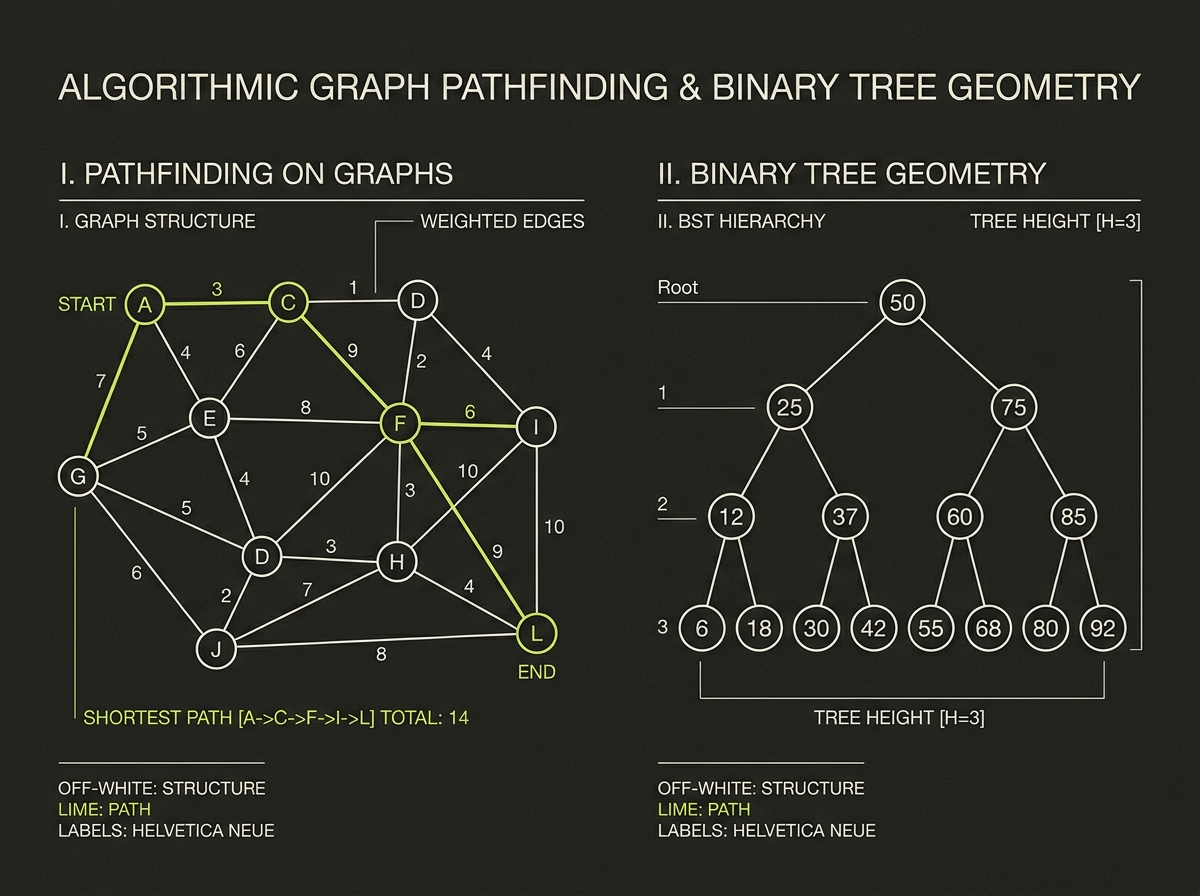 ALGORITHMIC GRAPH PATHFINDING & BINARY TREE GEOMETRY
I. PATHFINDING ON GRAPHS
I. GRAPH STRUCTURE
WEIGHTED EDGES
START
A
3
C
1
D
7
4
6
9
2
4
E
8
F
6
I
5
G
4
10
3
10
5
10
D
3
H
9
6
2
7
4
J
8
L
END
SHORTEST PATH [A->C->F->I->L] TOTAL: 14
OFF-WHITE: STRUCTURE
LIME: PATH
LABELS: HELVETICA NEUE
II. BINARY TREE GEOMETRY
II. BST HIERARCHY
TREE HEIGHT [H=3]
Root
50
1
25
75
2
12
37
60
85
3
6
18
30
42
55
68
80
92
TREE HEIGHT [H=3]
OFF-WHITE: STRUCTURE
LIME: PATH
LABELS: HELVETICA NEUE